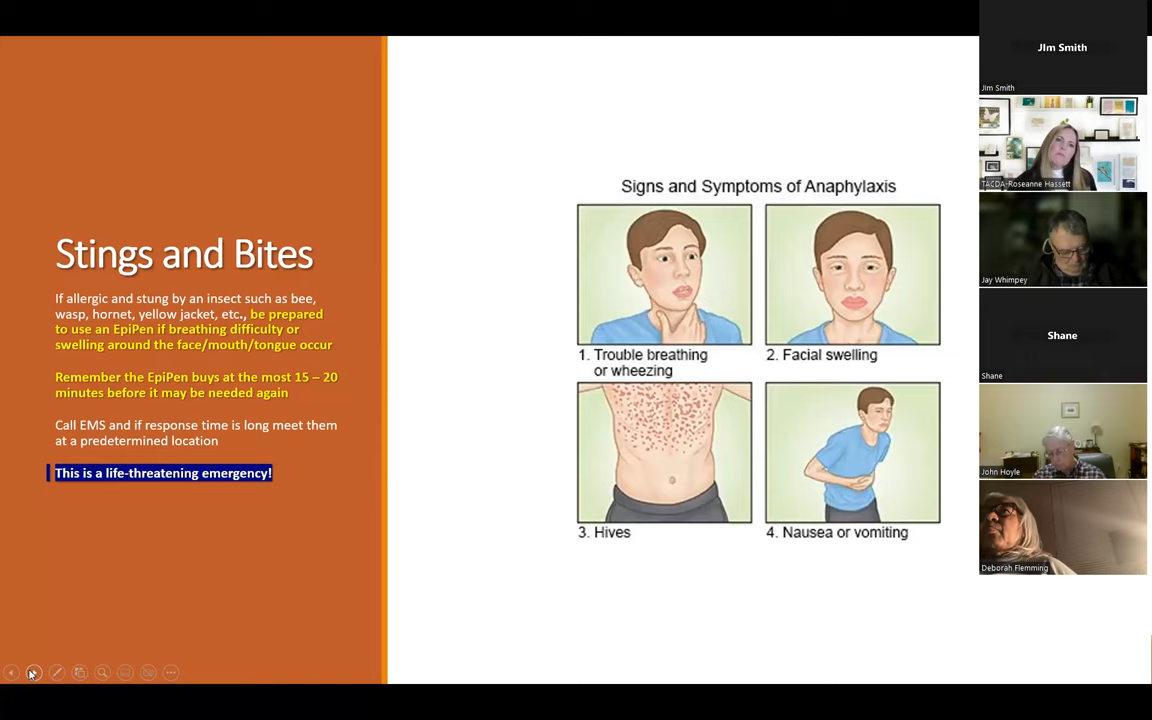 Stings and Bites
If allergic and stung by an insect such as bee,
wasp, hornet, yellow jacket, etc., be prepared
to use an EpiPen if breathing difficulty or
swelling around the face/mouth/tongue occur
Remember the EpiPen buys at the most 15 – 20
minutes before it may be needed again
Call EMS and if response time is long meet them
at a predetermined location
This is a life-threatening emergency!
Signs and Symptoms of Anaphylaxis
1. Trouble breathing
or wheezing
2. Facial swelling
3. Hives
4. Nausea or vomiting
JIm Smith
JIm Smith
TACDA-Roseanne Hassett
Jay Whimpey
Shane
Shane
John Hoyle
Deborah Flemming